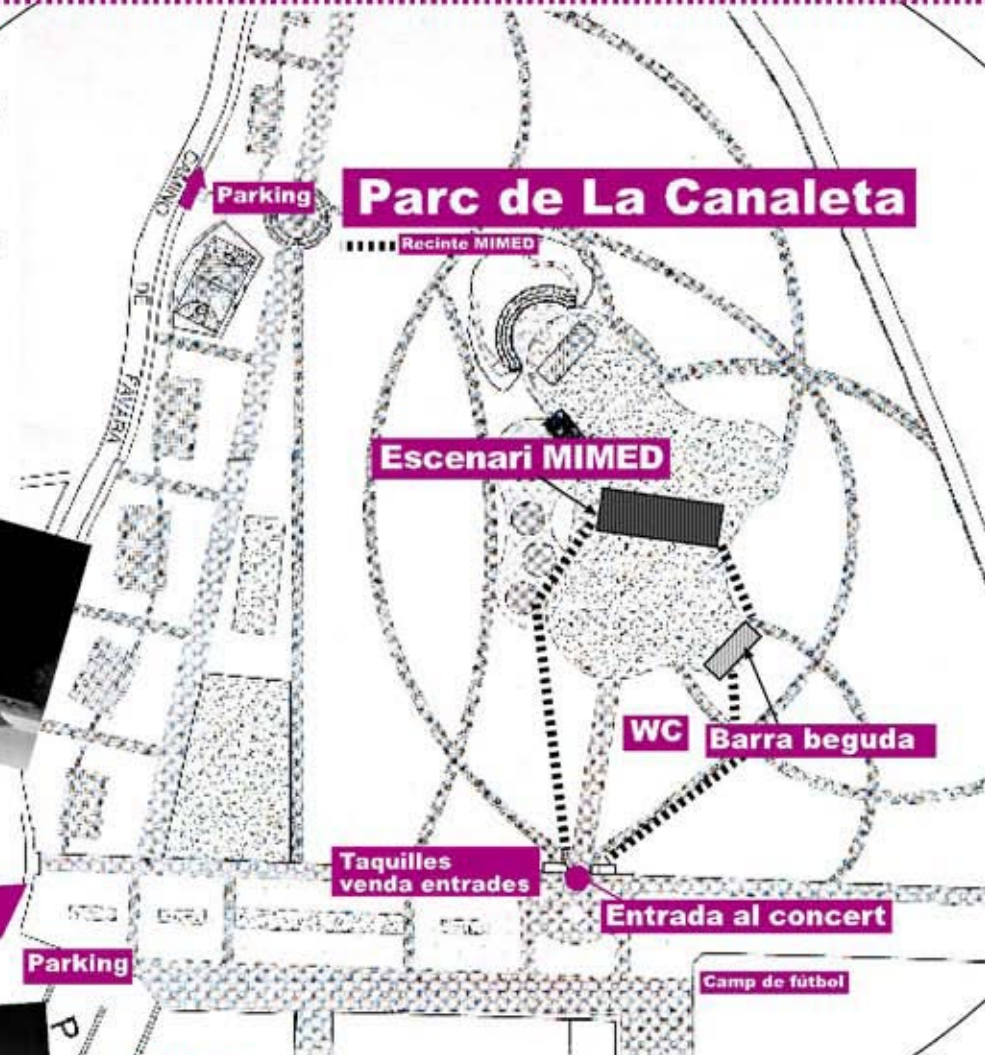 Parking
Parc de La Canaleta
Recinte MIMED
CAMINO
DE
FAVARA
Escenari MIMED
WC
Barra beguda
Taquilles
venda entrades
Entrada al concert
Parking
Camp de fútbol
P